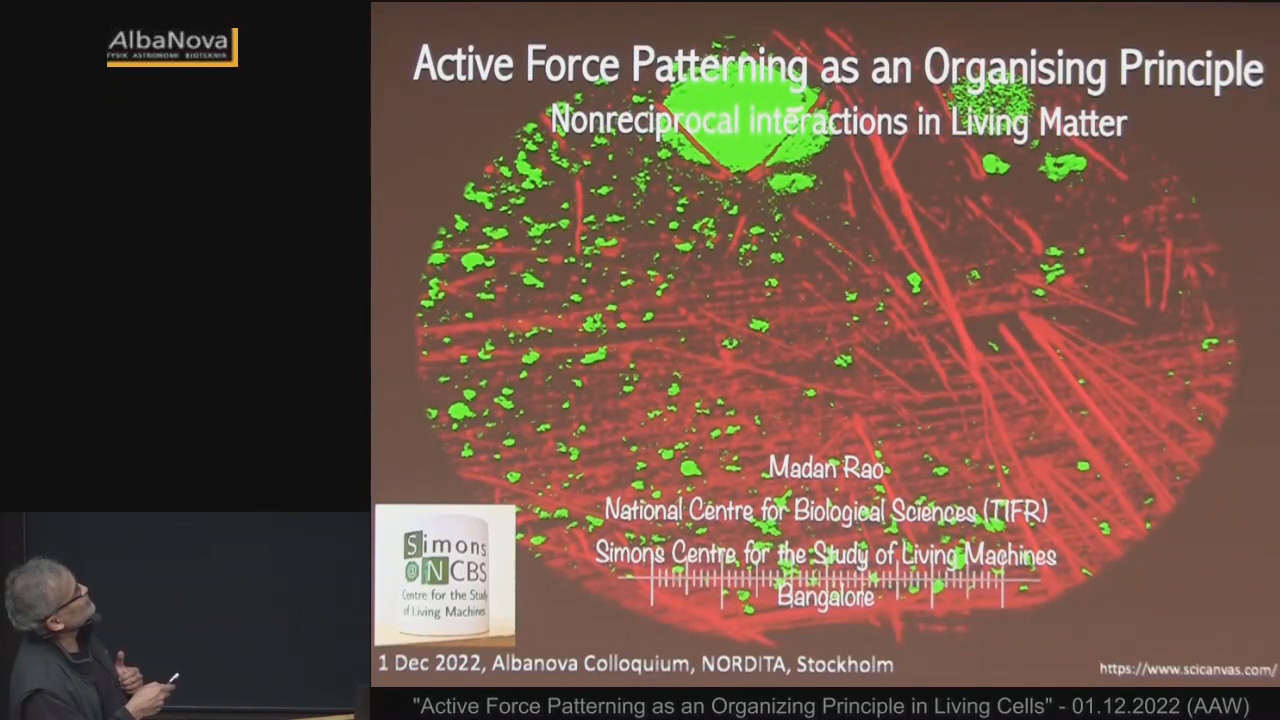 AlbaNova
FYSIK ASTRONOMI BIOTEKNIK
Active Force Patterning as an Organising Principle
Nonreciprocal interactions in Living Matter
Madan Rao
National Centre for Biological Sciences (TIFR)
Simons Centre for the Study of Living Machines
Bangalore
Simons
@NCBS
Centre for the Study
of Living Machines
1 Dec 2022, Albanova Colloquium, NORDITA, Stockholm
https://www.scicanvas.com/
"Active Force Patterning as an Organizing Principle in Living Cells" - 01.12.2022 (AAW)